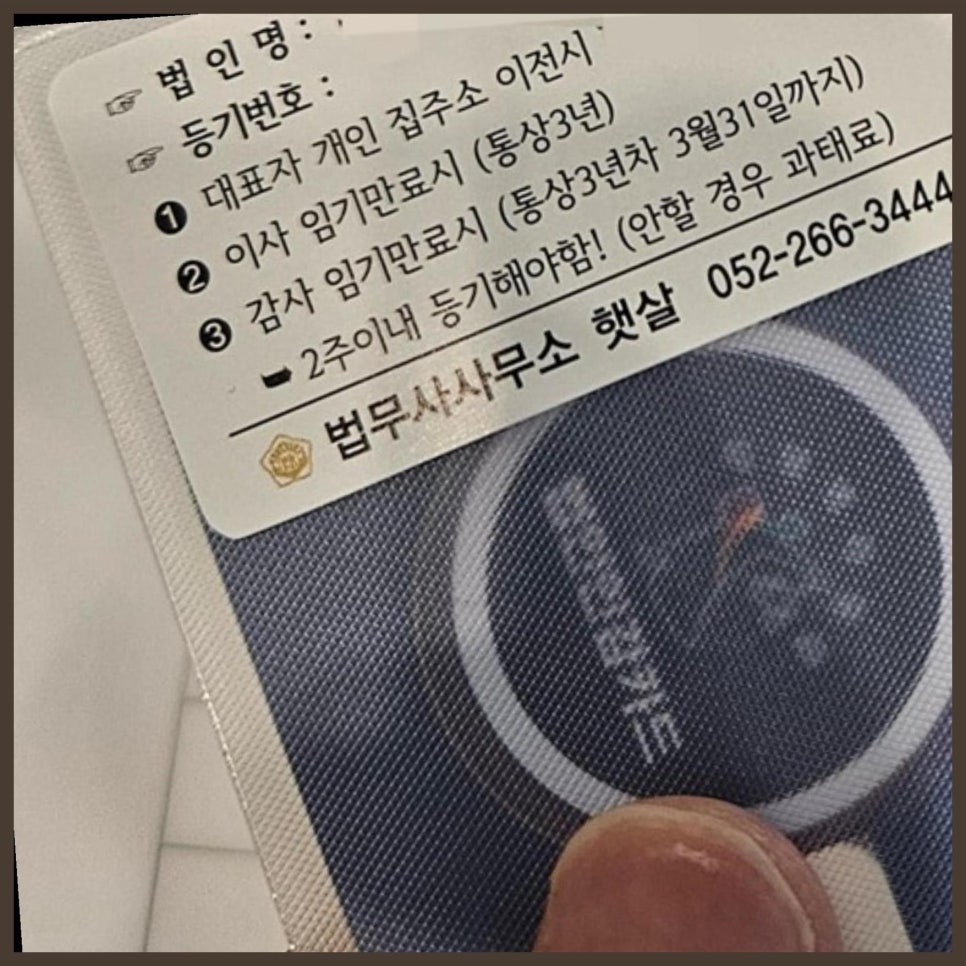 ☞ 법 인 명 :
☞ 등기번호 :
❶ 대표자 개인 집주소 이전시
❷ 이사 임기만료시 (통상3년)
❸ 감사 임기만료시 (통상3년차 3월31일까지)
2주이내 등기해야함! (안할 경우 과태료)
법무사사무소 햇살 052-266-3444